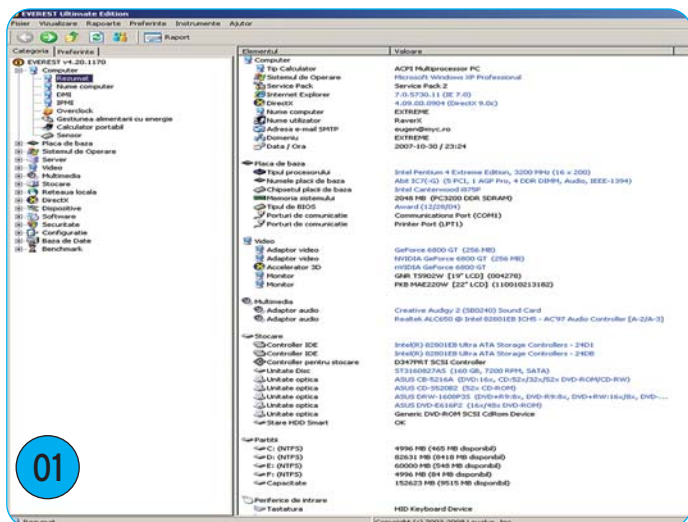 EVEREST Ultimate Edition
Fisier Vizualizare Rapoarte Preferinte Instrumente Ajutor
Raport
Categoria Preferinte
EVEREST v4.20.1170
Computer
Rezumat
Nume computer
DMI
IPMI
Overclock
Gestiunea alimentarii cu energie
Calculator portabil
Sensor
Placa de baza
Sistemul de Operare
Server
Video
Multimedia
Stocare
Reteaua locala
DirectX
Dispozitive
Software
Securitate
Configuratie
Baza de Date
Benchmark
Elementul Valoare
Computer
Tip Calculator ACPI Multiprocessor PC
Sistemul de Operare Microsoft Windows XP Professional
Service Pack Service Pack 2
Internet Explorer 7.0.5730.11 (IE 7.0)
DirectX 4.09.00.0904 (DirectX 9.0c)
Nume computer EXTREME
Nume utilizator RaverX
Adresa e-mail SMTP eugen@myc.ro
Domeniu EXTREME
Data / Ora 2007-10-30 / 23:24
Placa de baza
Tipul procesorului Intel Pentium 4 Extreme Edition, 3200 MHz (16 x 200)
Numele placii de baza Abit IC7(-G) (5 PCI, 1 AGP Pro, 4 DDR DIMM, Audio, IEEE-1394)
Chipsetul placii de baza Intel Canterwood i875P
Memoria sistemului 2048 MB (PC3200 DDR SDRAM)
Tipul de BIOS Award (12/28/04)
Porturi de comunicatie Communications Port (COM1)
Porturi de comunicatie Printer Port (LPT1)
Video
Adaptor video GeForce 6800 GT (256 MB)
Adaptor video NVIDIA GeForce 6800 GT (256 MB)
Accelerator 3D nVIDIA GeForce 6800 GT
Monitor GNR TS902W [19" LCD] (004278)
Monitor PKB MAE220W [22" LCD] (110010213182)
Multimedia
Adaptor audio Creative Audigy 2 (SB0240) Sound Card
Adaptor audio Realtek ALC650 @ Intel 82801EB ICH5 - AC'97 Audio Controller [A-2/A-3]
Stocare
Controller IDE Intel(R) 82801EB Ultra ATA Storage Controllers - 24D1
Controller IDE Intel(R) 82801EB Ultra ATA Storage Controllers - 24DB
Controller pentru stocare D347PRT SCSI Controller
Unitate Disc ST3160827AS (160 GB, 7200 RPM, SATA)
Unitate optica ASUS CB-5216A (DVD:16x, CD:52x/32x/52x DVD-ROM/CD-RW)
Unitate optica ASUS CD-S520B2 (52x CD-ROM)
Unitate optica ASUS DRW-1608P3S (DVD+R9:8x, DVD-R9:8x, DVD+RW:16x/8x, DVD-...
Unitate optica ASUS DVD-E616P2 (16x/48x DVD-ROM)
Unitate optica Generic DVD-ROM SCSI CdRom Device
Stare HDD Smart OK
Partitii
C: (NTFS) 4996 MB (465 MB disponibil)
D: (NTFS) 82631 MB (8418 MB disponibil)
E: (NTFS) 60000 MB (548 MB disponibil)
F: (NTFS) 4996 MB (84 MB disponibil)
Capacitate 152623 MB (9515 MB disponibil)
Periferice de intrare
Tastatura HID Keyboard Device
01